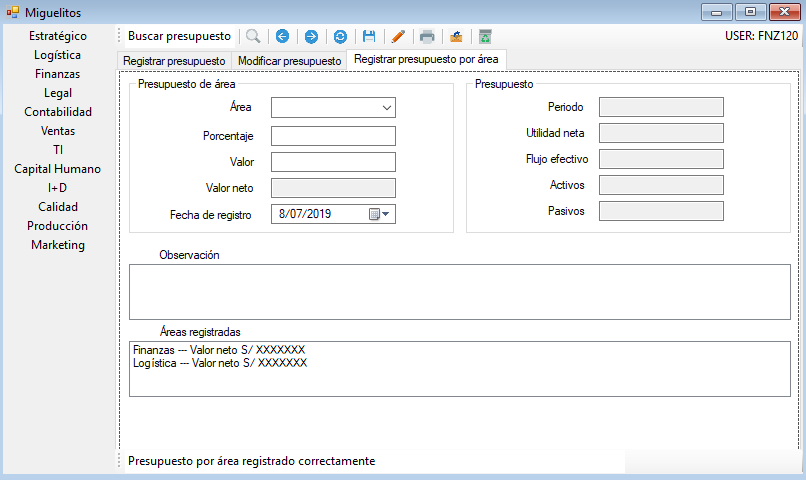 Miguelitos
Estratégico
Logística
Finanzas
Legal
Contabilidad
Ventas
TI
Capital Humano
I+D
Calidad
Producción
Marketing
Buscar presupuesto
USER: FNZ120
Registrar presupuesto
Modificar presupuesto
Registrar presupuesto por área
Presupuesto de área
Área
Porcentaje
Valor
Valor neto
Fecha de registro
8/07/2019
Presupuesto
Periodo
Utilidad neta
Flujo efectivo
Activos
Pasivos
Observación
Áreas registradas
Finanzas --- Valor neto S/ XXXXXXX
Logística --- Valor neto S/ XXXXXXX
Presupuesto por área registrado correctamente